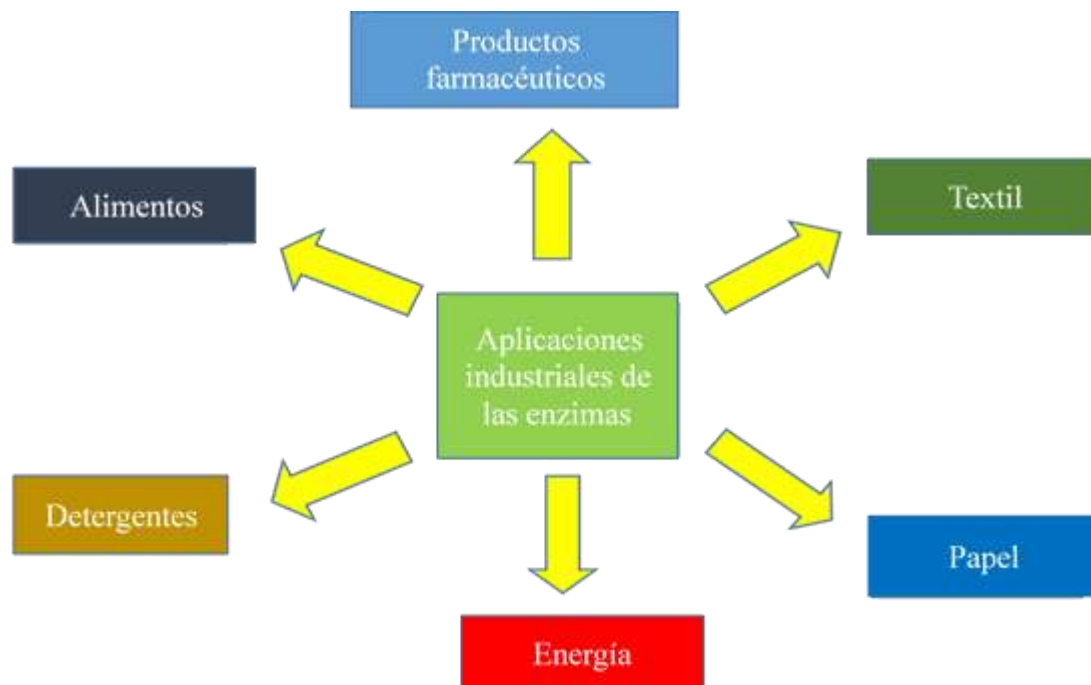 Productos
farmacéuticos
Alimentos
Textil
Aplicaciones
industriales de
las enzimas
Detergentes
Papel
Energía